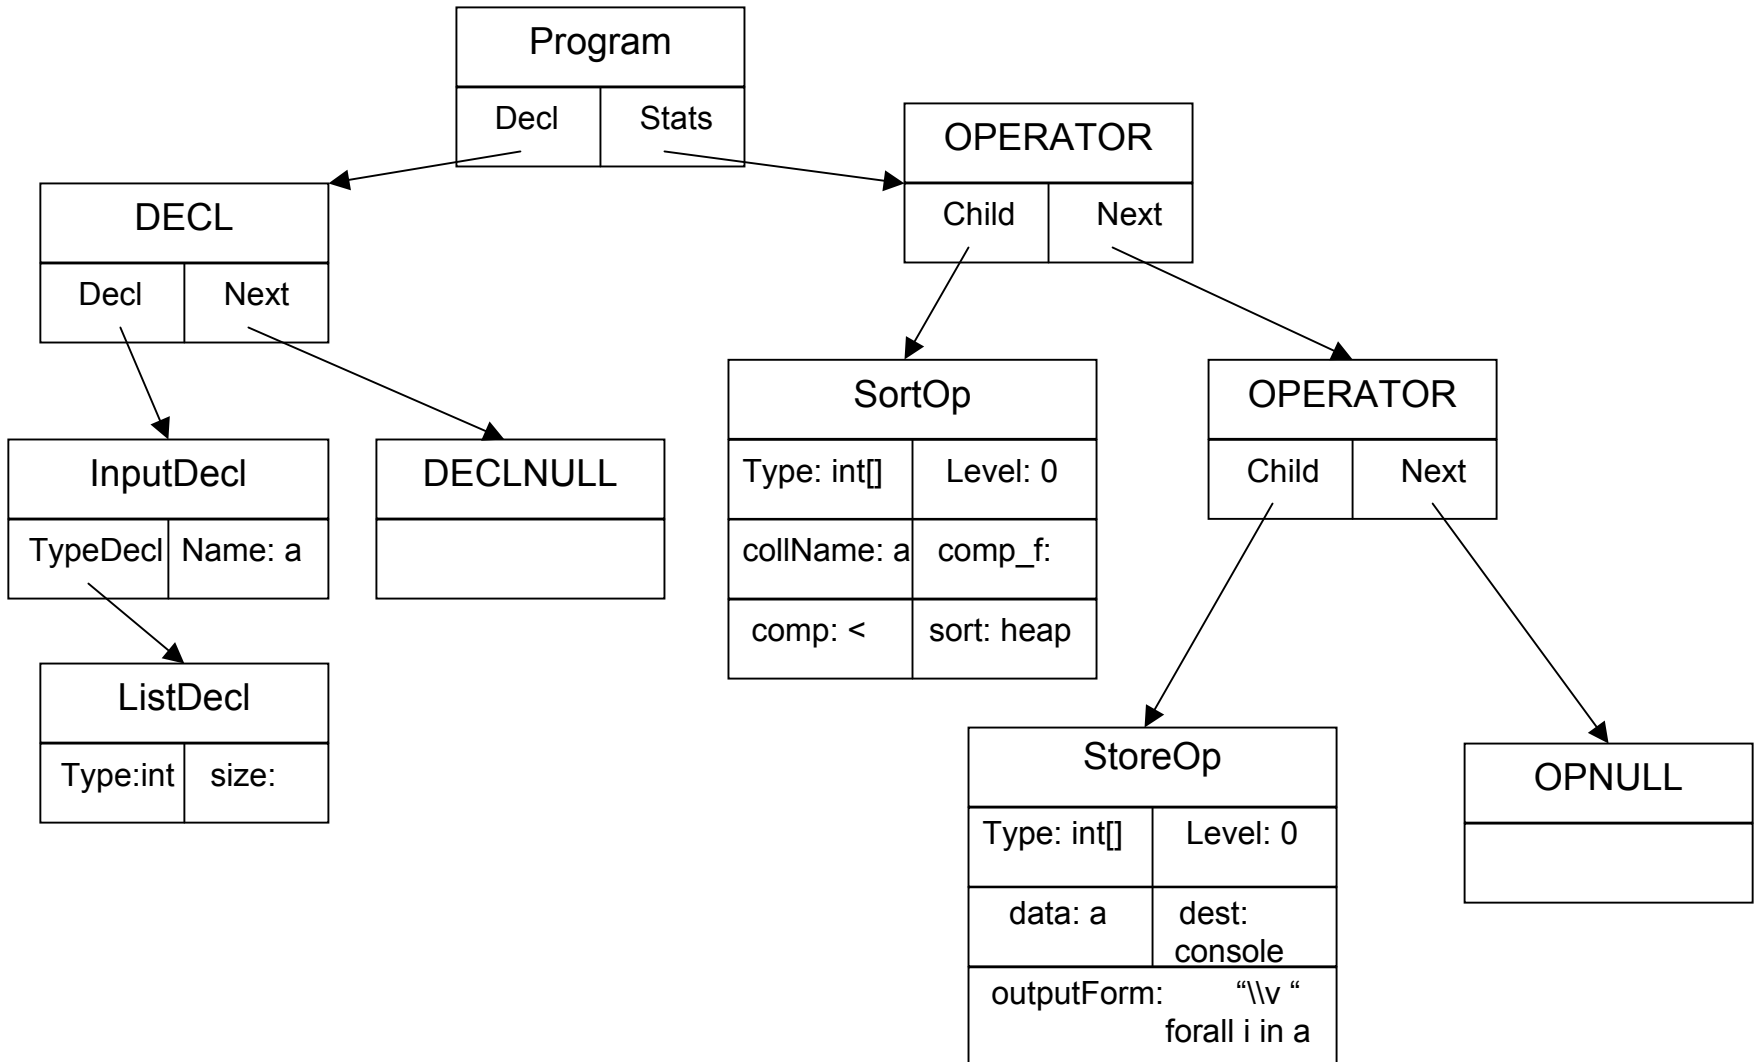 Program
Decl
Stats
OPERATOR
Child
Next
DECL
Decl
Next
SortOp
Type: int[]
Level: 0
collName: a
comp_f:
comp: <
sort: heap
OPERATOR
Child
Next
InputDecl
TypeDecl
Name: a
DECLNULL
ListDecl
Type:int
size:
StoreOp
Type: int[]
Level: 0
data: a
dest:
console
outputForm: “\\v “
forall i in a
OPNULL